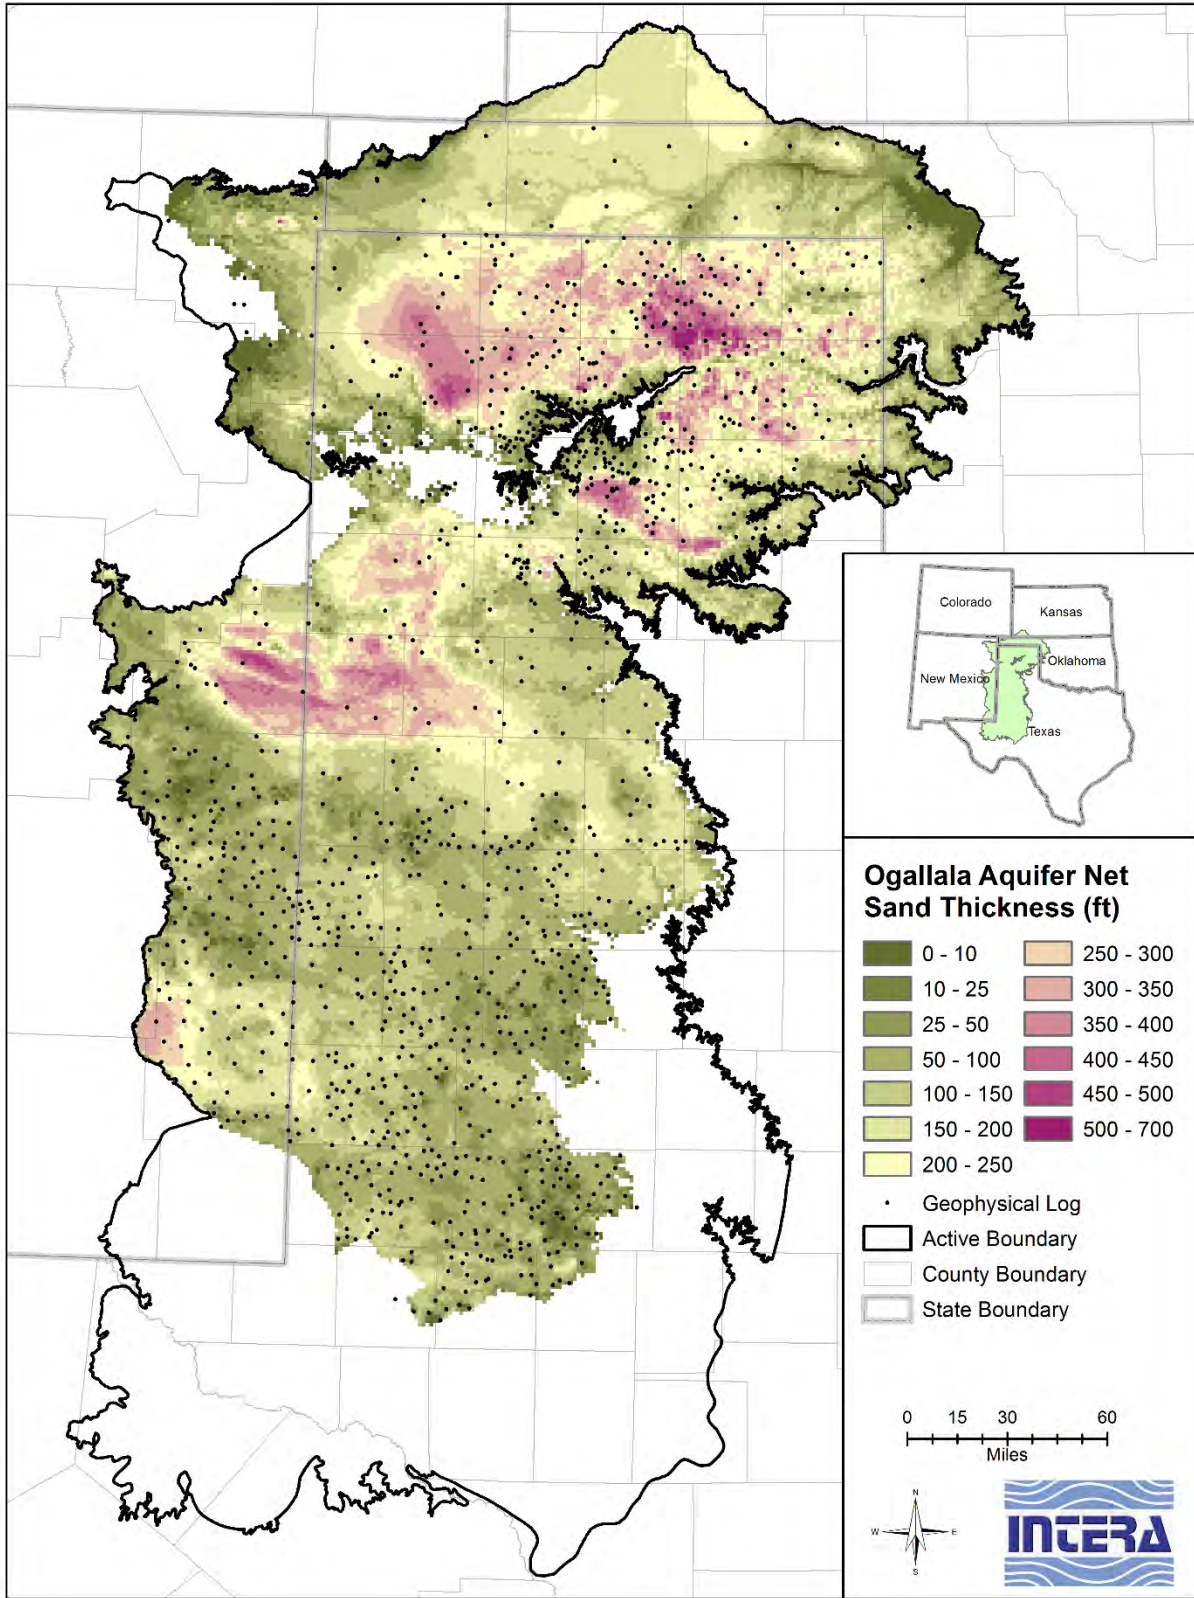 Colorado
Kansas
New Mexico
Oklahoma
Texas
Ogallala Aquifer Net
Sand Thickness (ft)
0 - 10
10 - 25
25 - 50
50 - 100
100 - 150
150 - 200
200 - 250
250 - 300
300 - 350
350 - 400
400 - 450
450 - 500
500 - 700
Geophysical Log
Active Boundary
County Boundary
State Boundary
0 15 30 60
Miles
N
W E
S
INTERA